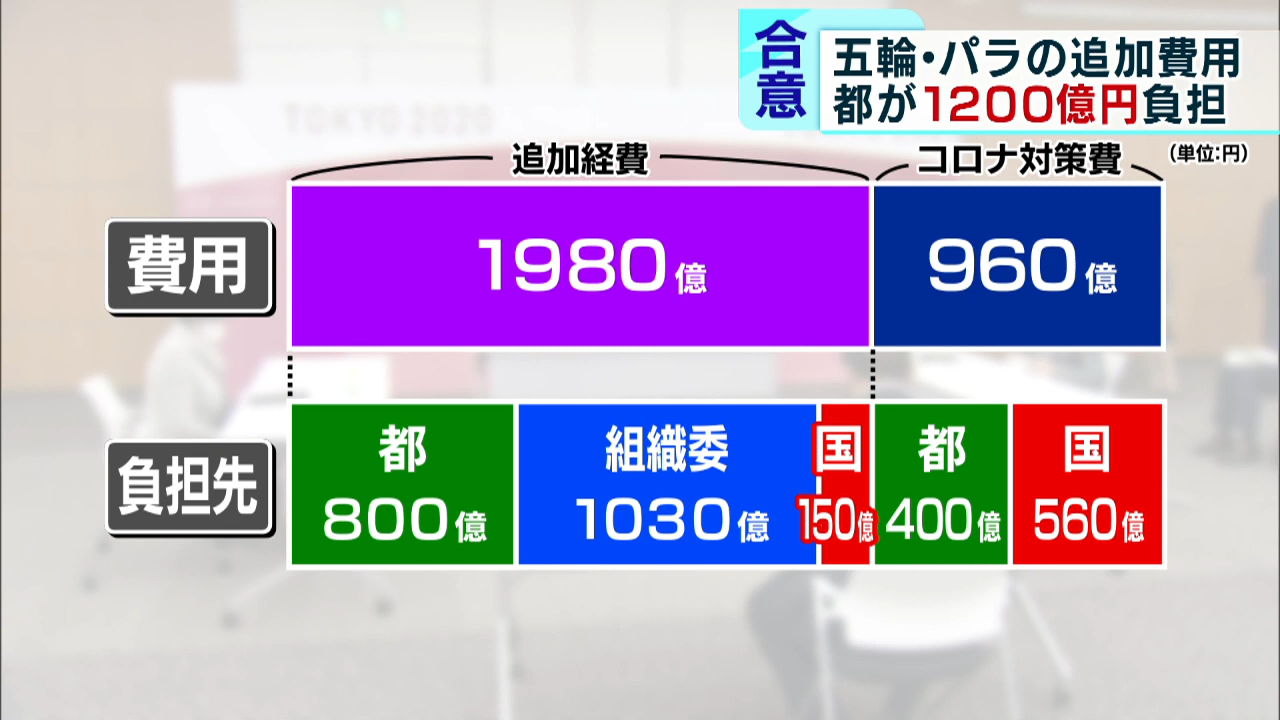 合意
五輪・パラの追加費用
都が1200億円負担
追加経費
コロナ対策費
(単位:円)
費用
1980億
960億
負担先
都
800億
組織委
1030億
国
150億
都
400億
国
560億